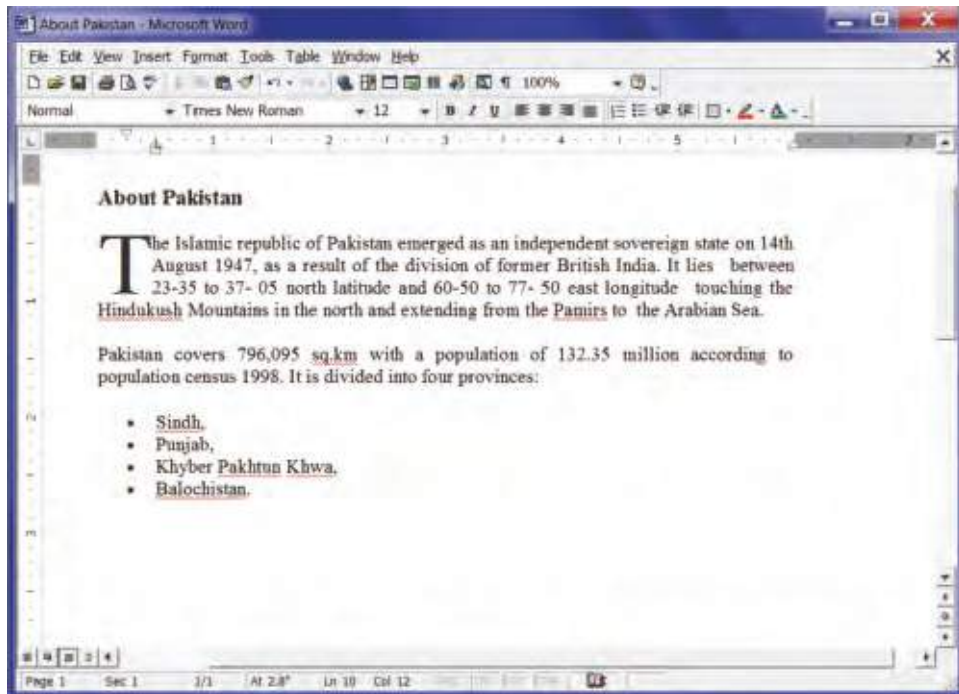 About Pakistan - Microsoft Word
File Edit View Insert Format Tools Table Window Help
100%
Normal Times New Roman 12 B I U
1 2 3 4 5 7
About Pakistan
The Islamic republic of Pakistan emerged as an independent sovereign state on 14th
August 1947, as a result of the division of former British India. It lies between
23-35 to 37- 05 north latitude and 60-50 to 77- 50 east longitude touching the
Hindukush Mountains in the north and extending from the Pamirs to the Arabian Sea.
Pakistan covers 796,095 sq.km with a population of 132.35 million according to
population census 1998. It is divided into four provinces:
• Sindh,
• Punjab,
• Khyber Pakhtun Khwa,
• Balochistan.
Page 1 Sec 1 1/1 At 2.8" Ln 10 Col 12